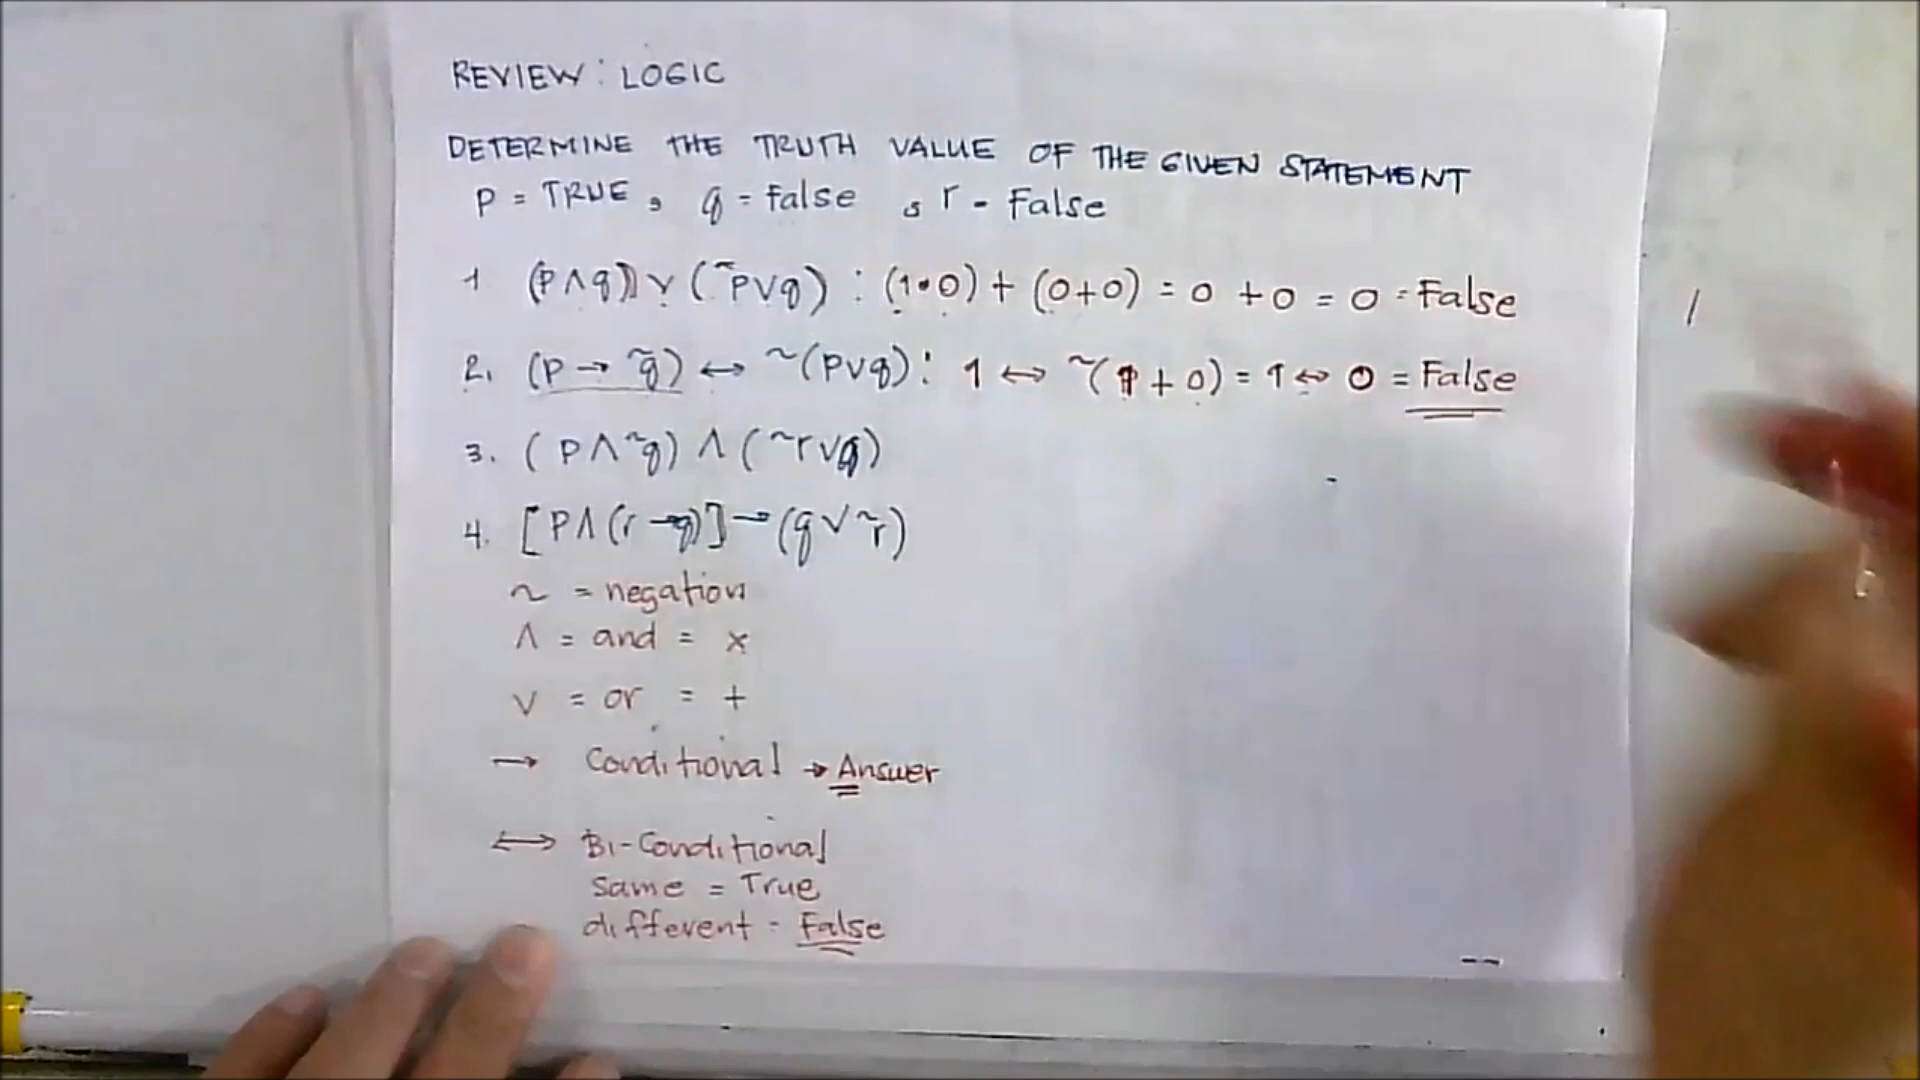 REVIEW : LOGIC
DETERMINE THE TRUTH VALUE OF THE GIVEN STATEMENT
P = TRUE , q = false , r - False
1 (P ∧ q) ∨ (~p ∨ q) : (1•0) + (0+0) = 0 + 0 = 0 = False
2. (P → ~q) ↔ ~(p ∨ q) : 1 ↔ ~(1 + 0) = 1 ↔ 0 = False
3. (P ∧ ~q) ∧ (~r ∨ q)
4. [P ∧ (r → q)] → (q ∨ ~r)
~ = negation
∧ = and = x
∨ = or = +
→ Conditional → Answer
↔ Bi-Conditional
same = True
different - False